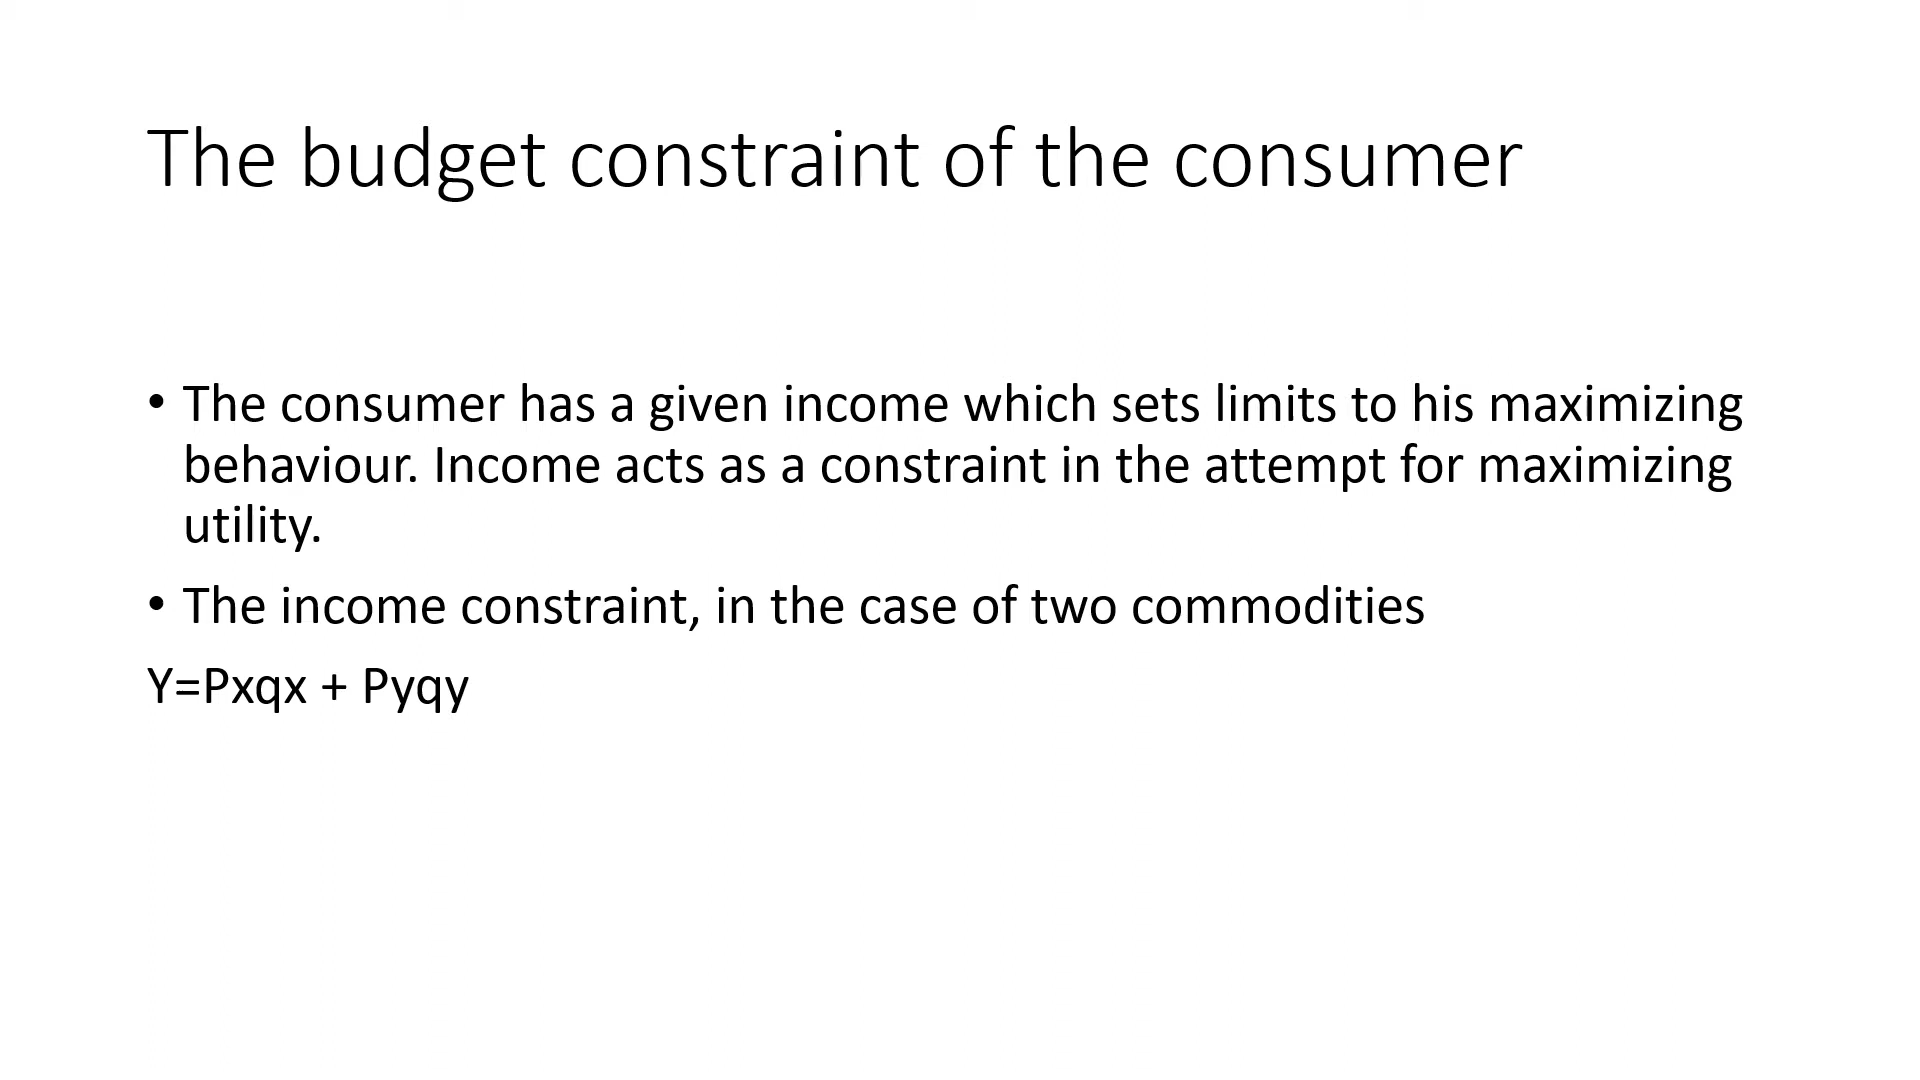 The budget constraint of the consumer
• The consumer has a given income which sets limits to his maximizing
behaviour. Income acts as a constraint in the attempt for maximizing
utility.
• The income constraint, in the case of two commodities
Y=Pxqx + Pyqy